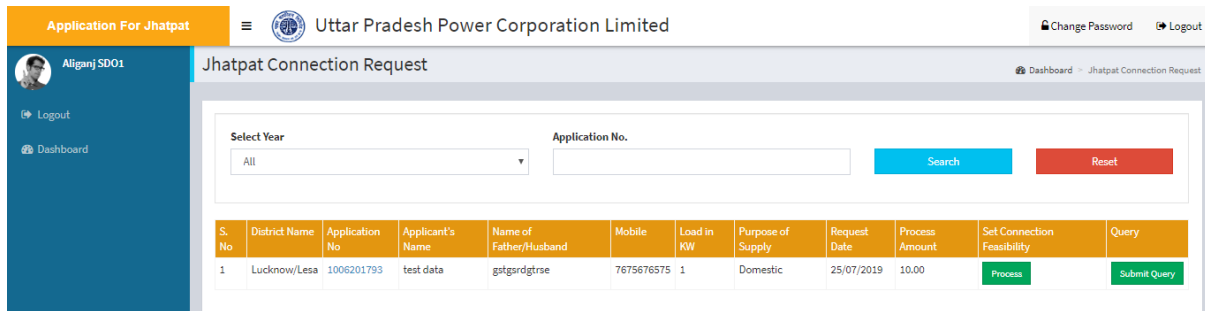 Application For Jhatpat
Uttar Pradesh Power Corporation Limited
Change Password Logout
Aliganj SDO1
Logout
Dashboard
Jhatpat Connection Request
Dashboard > Jhatpat Connection Request
Select Year Application No.
All Search Reset
S. No District Name Application No Applicant's Name Name of Father/Husband Mobile Load in KW Purpose of Supply Request Date Process Amount Set Connection Feasibility Query
1 Lucknow/Lesa 1006201793 test data gstgsrdgtrse 7675676575 1 Domestic 25/07/2019 10.00 Process Submit Query